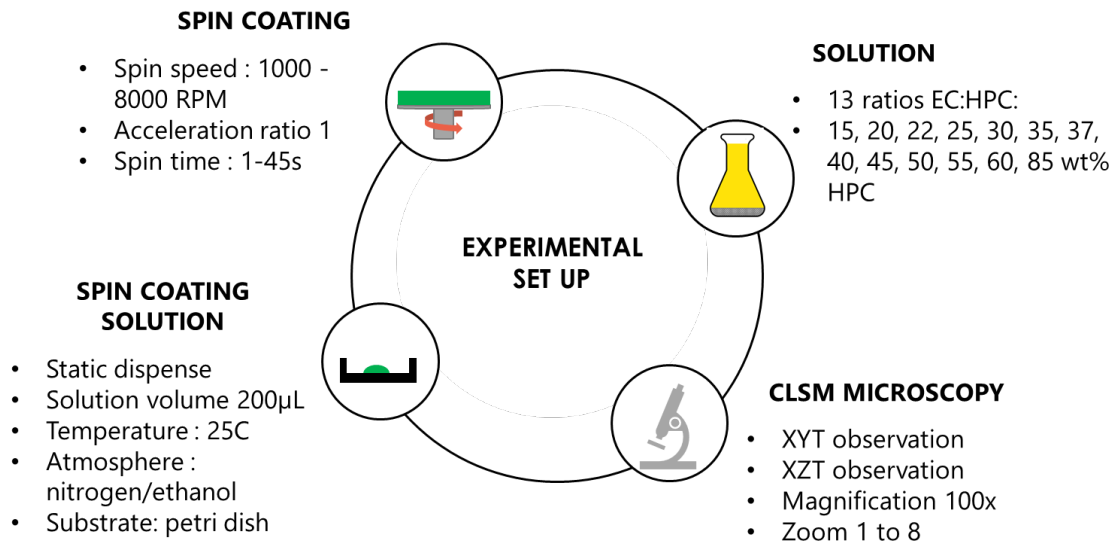 SPIN COATING
• Spin speed : 1000 -
8000 RPM
• Acceleration ratio 1
• Spin time : 1-45s
SOLUTION
• 13 ratios EC:HPC:
• 15, 20, 22, 25, 30, 35, 37,
40, 45, 50, 55, 60, 85 wt%
HPC
EXPERIMENTAL
SET UP
SPIN COATING
SOLUTION
• Static dispense
• Solution volume 200µL
• Temperature : 25C
• Atmosphere :
nitrogen/ethanol
• Substrate: petri dish
CLSM MICROSCOPY
• XYT observation
• XZT observation
• Magnification 100x
• Zoom 1 to 8